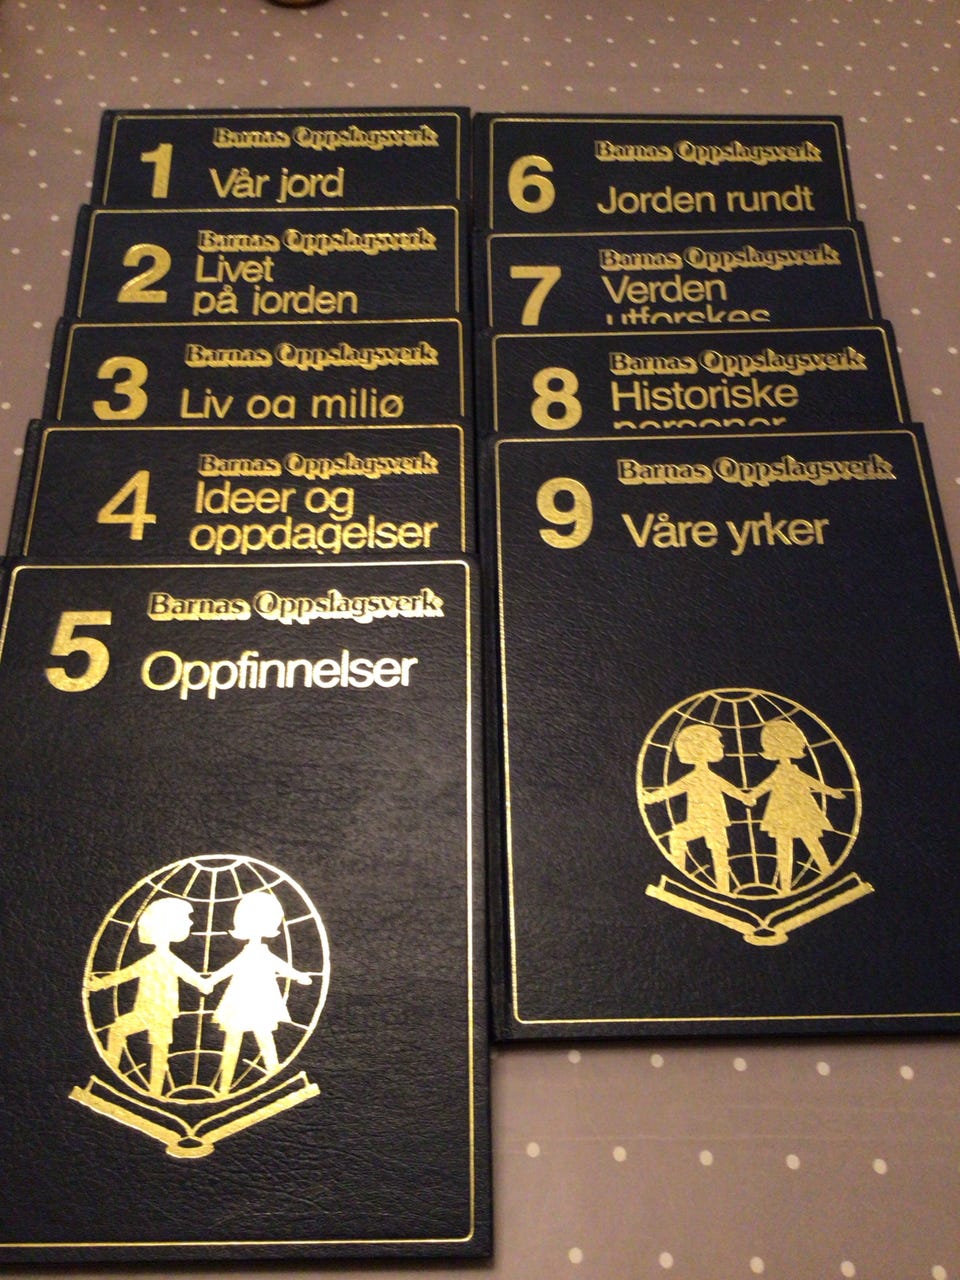 1
Barnas Oppslagsverk
Vår jord
2
Barnas Oppslagsverk
Livet
på jorden
3
Barnas Oppslagsverk
Liv og miljø
4
Barnas Oppslagsverk
Ideer og
oppdagelser
5
Barnas Oppslagsverk
Oppfinnelser
6
Barnas Oppslagsverk
Jorden rundt
7
Barnas Oppslagsverk
Verden
utforskes
8
Barnas Oppslagsverk
Historiske
personer
9
Barnas Oppslagsverk
Våre yrker